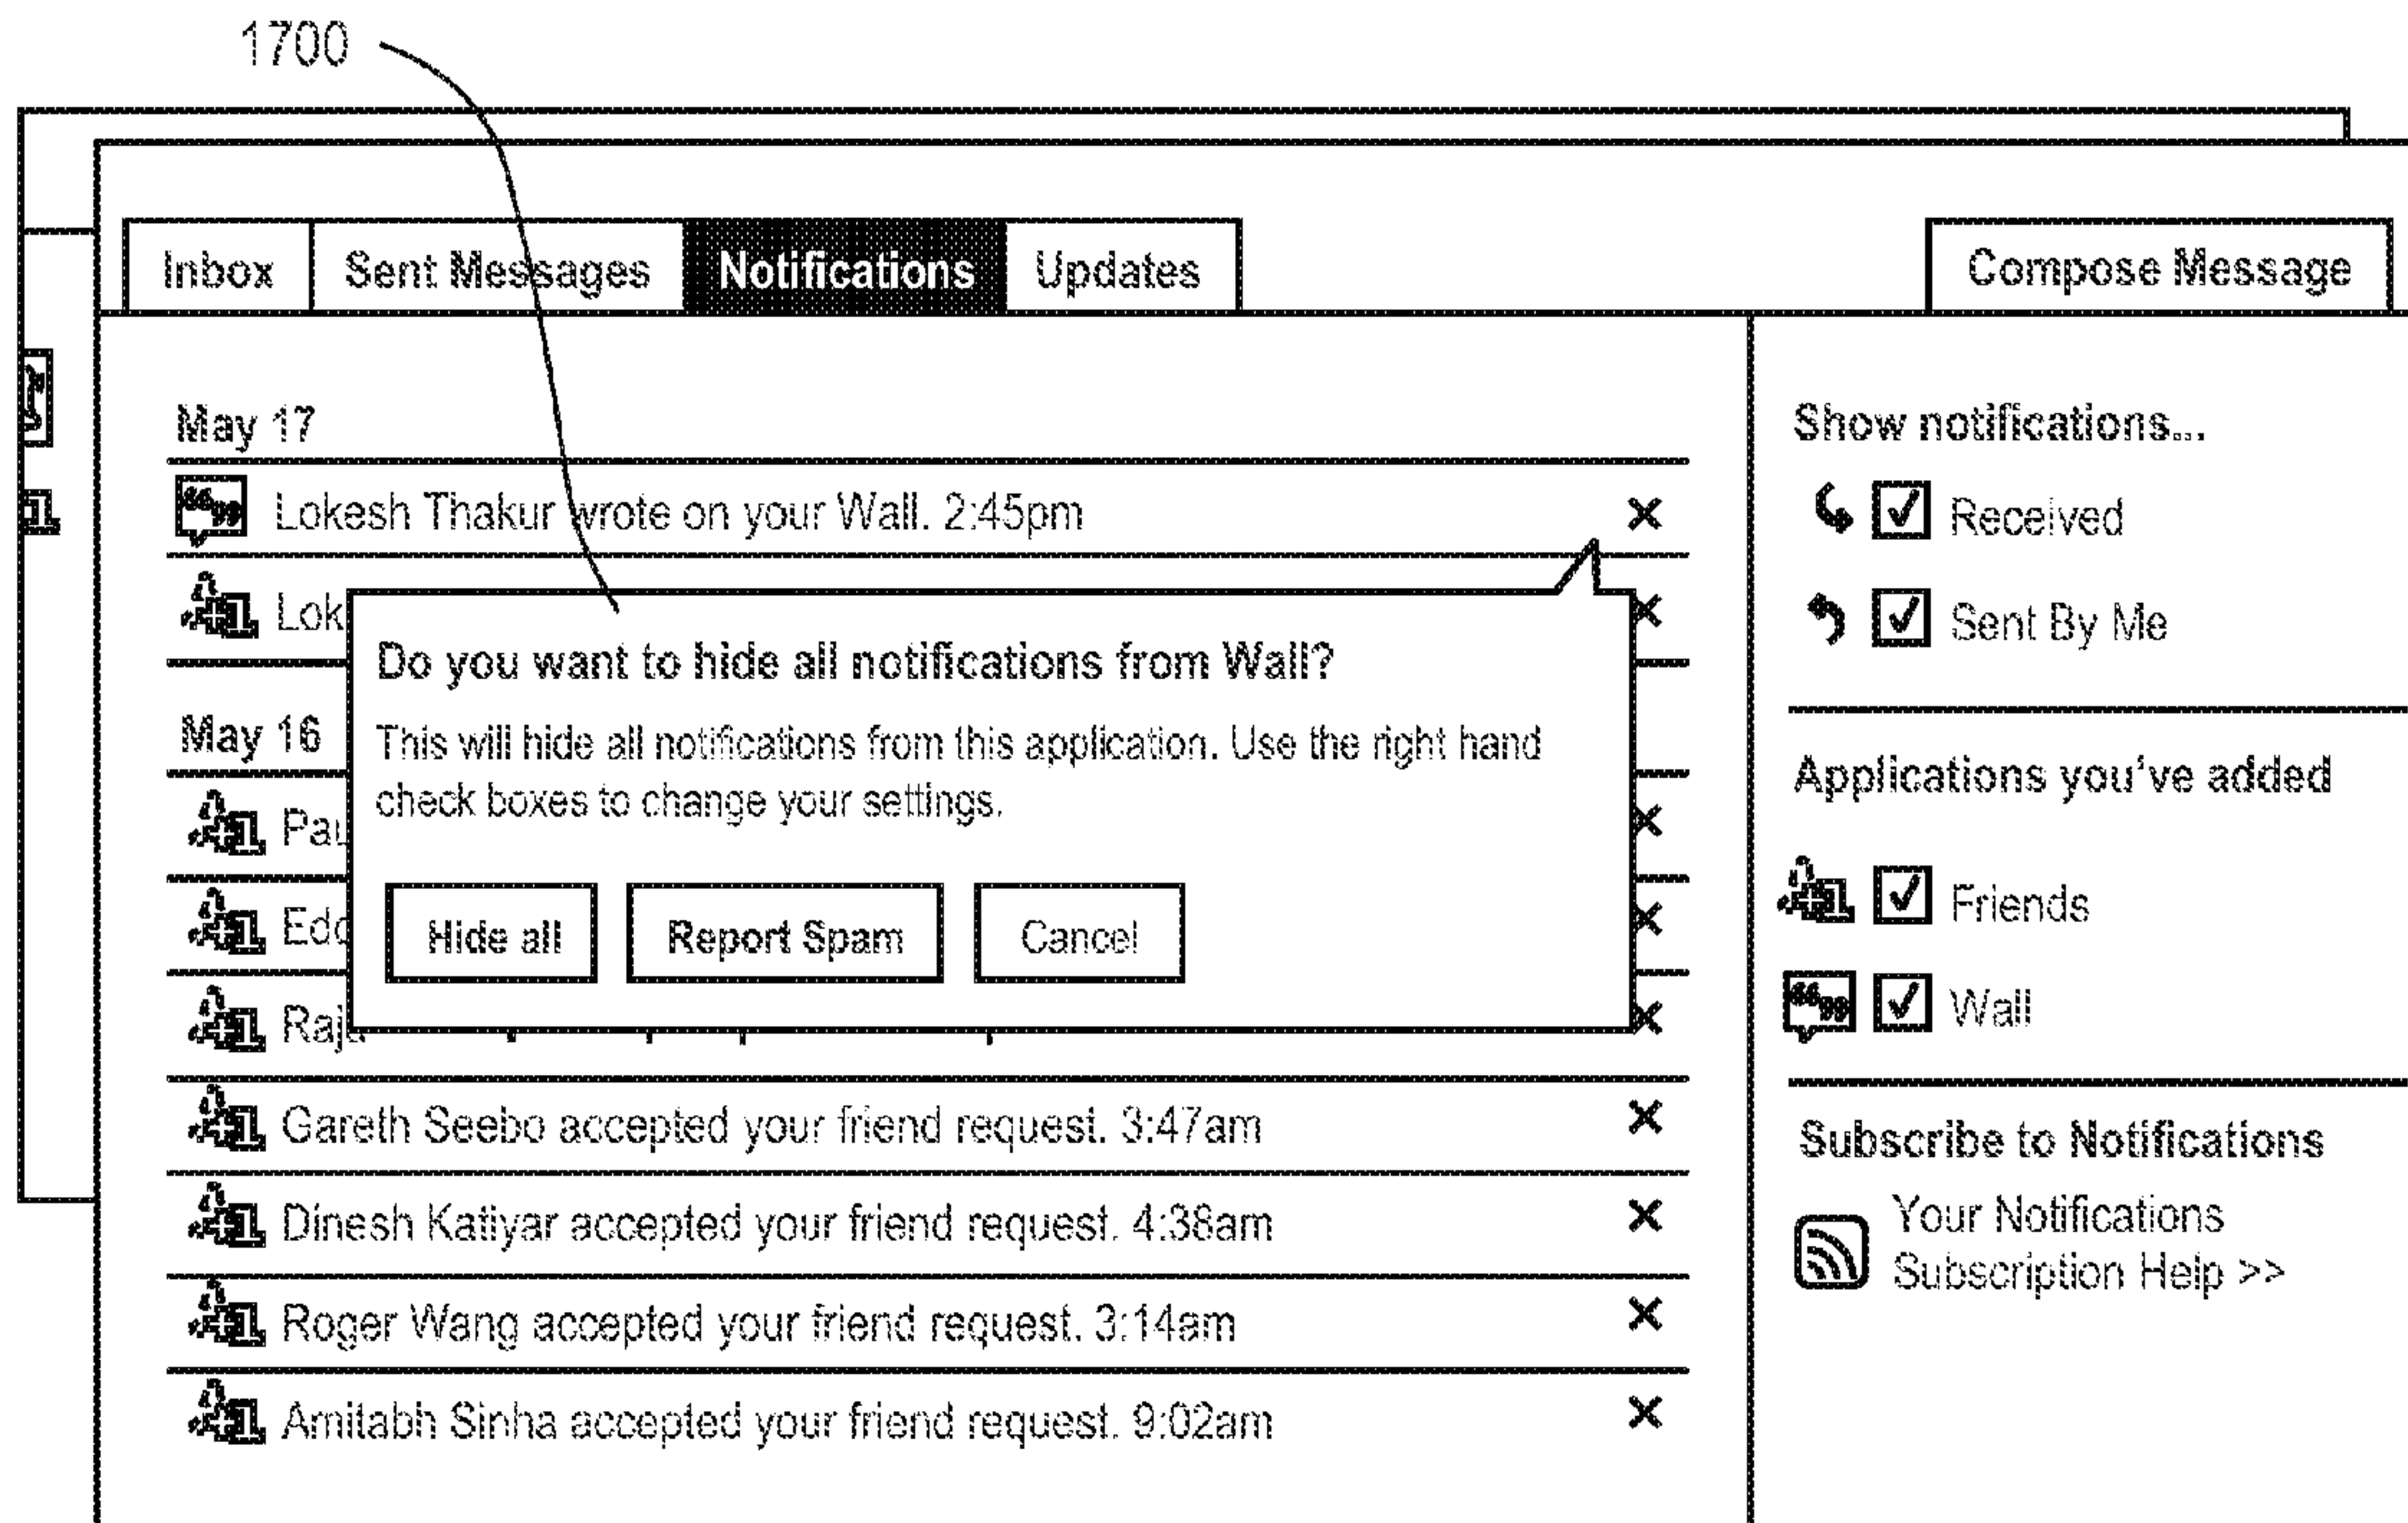 1700
Inbox Sent Messages Notifications Updates Compose Message
May 17
Lokesh Thakur wrote on your Wall. 2:45pm
Do you want to hide all notifications from Wall?
This will hide all notifications from this application. Use the right hand
check boxes to change your settings.
Hide all Report Spam Cancel
May 16
Gareth Seebo accepted your friend request. 3:47am
Dinesh Katiyar accepted your friend request. 4:38am
Roger Wang accepted your friend request. 3:14am
Amitabh Sinha accepted your friend request. 9:02am
Show notifications...
Received
Sent By Me
Applications you've added
Friends
Wall
Subscribe to Notifications
Your Notifications
Subscription Help >>